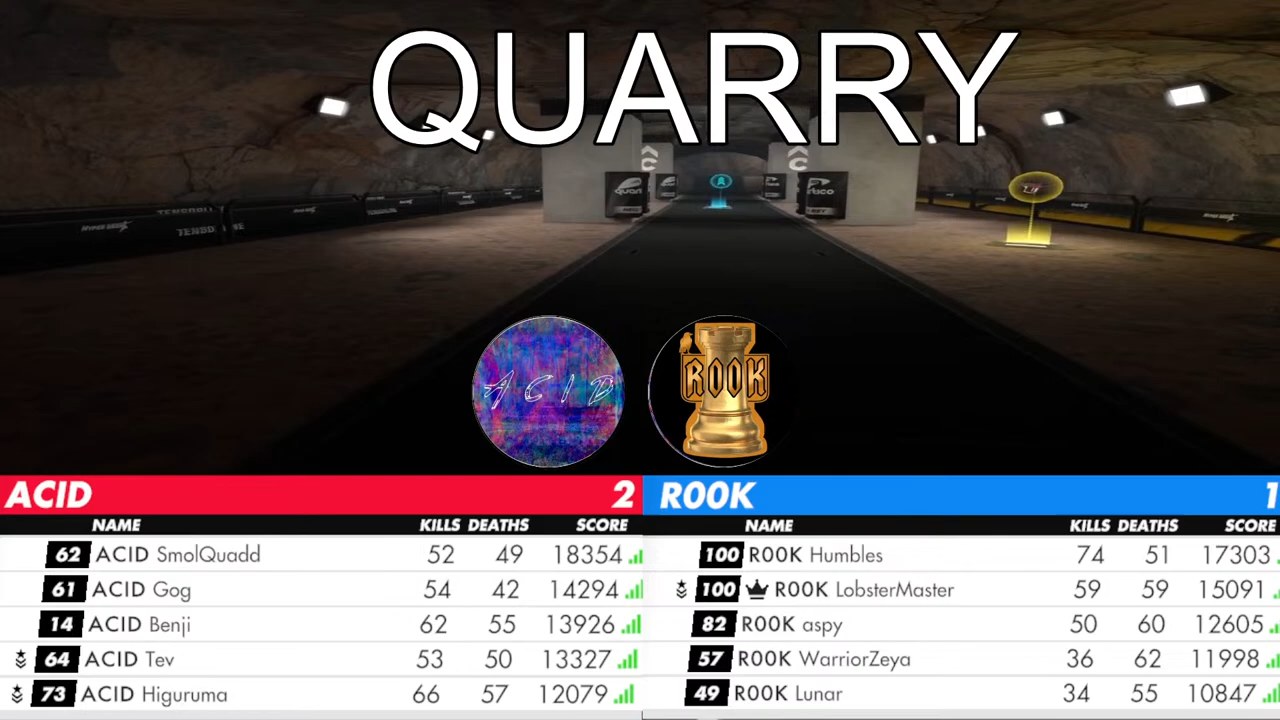 QUARRY
TENSO
ACID
R00K
ACID 2
NAME KILLS DEATHS SCORE
62 ACID SmolQuadd 52 49 18354
61 ACID Gog 54 42 14294
14 ACID Benji 62 55 13926
64 ACID Tev 53 50 13327
73 ACID Higuruma 66 57 12079
R00K 1
NAME KILLS DEATHS SCORE
100 R00K Humbles 74 51 17303
100 R00K LobsterMaster 59 59 15091
82 R00K aspy 50 60 12605
57 R00K WarriorZeya 36 62 11998
49 R00K Lunar 34 55 10847